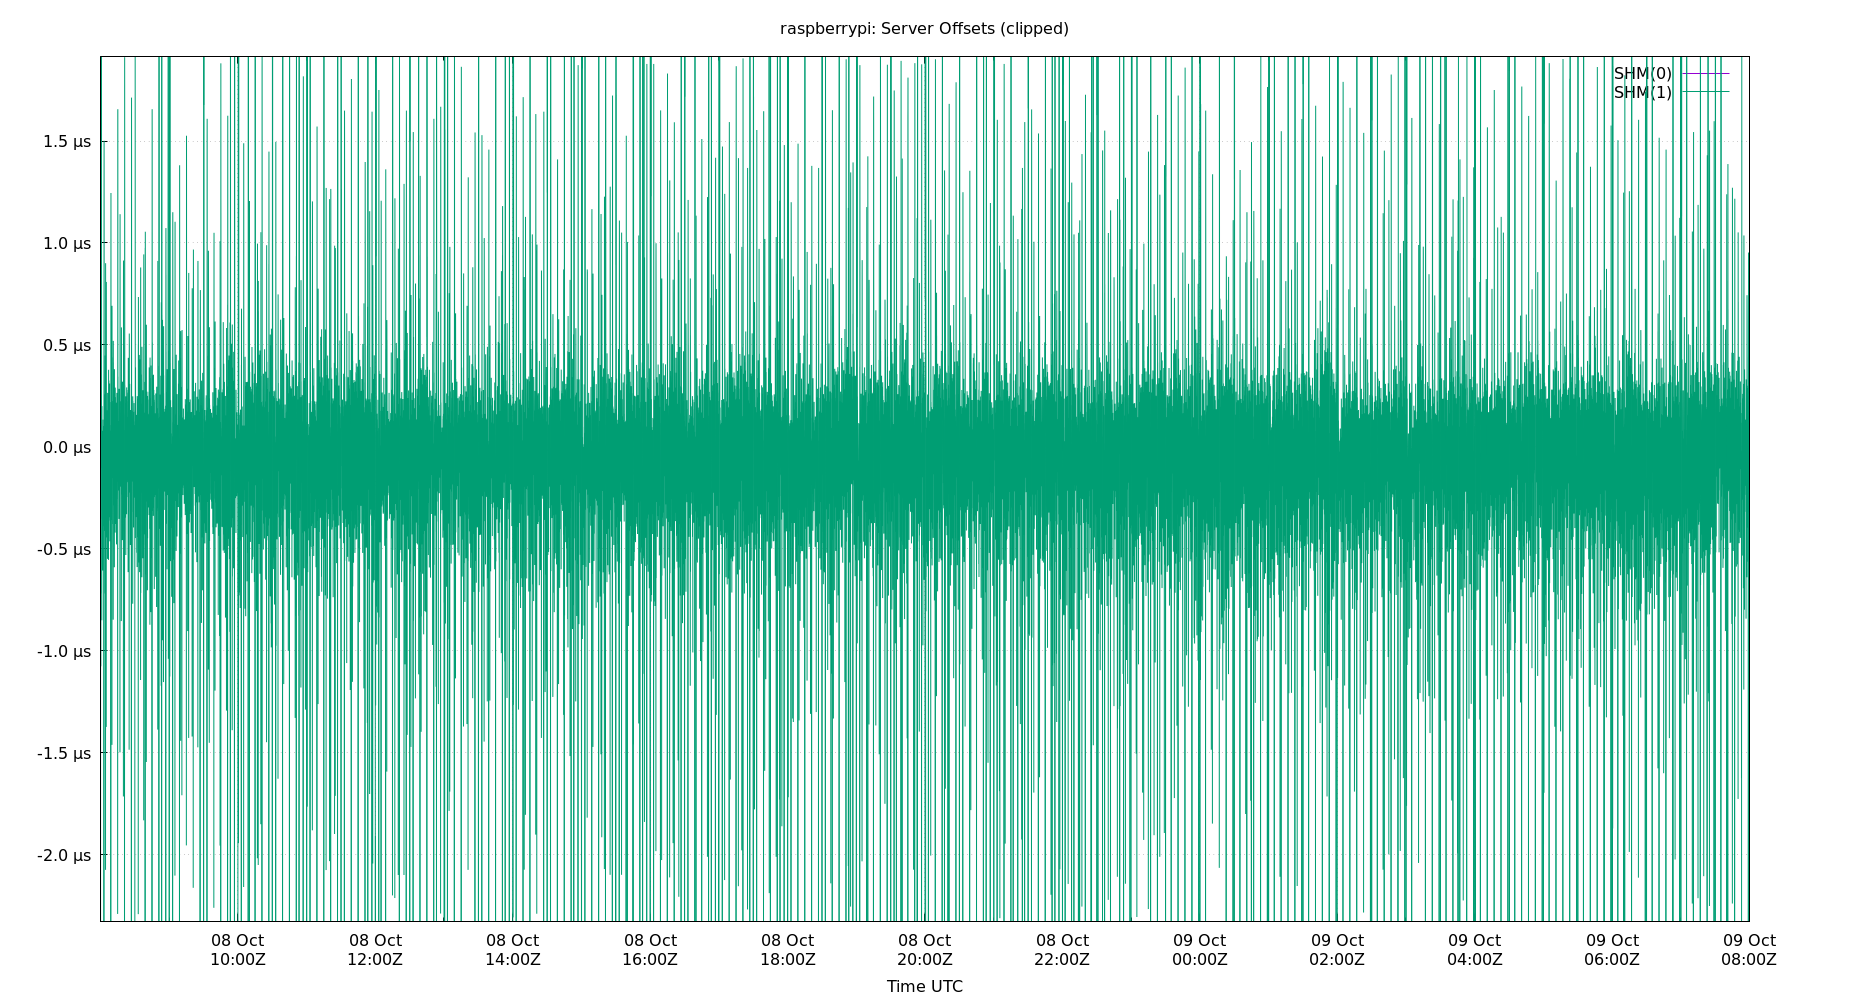 raspberrypi: Server Offsets (clipped)
SHM(0)
SHM(1)
1.5 µs
1.0 µs
0.5 µs
0.0 µs
-0.5 µs
-1.0 µs
-1.5 µs
-2.0 µs
08 Oct 08 Oct 08 Oct 08 Oct 08 Oct 08 Oct 08 Oct 09 Oct 09 Oct 09 Oct 09 Oct 09 Oct
10:00Z 12:00Z 14:00Z 16:00Z 18:00Z 20:00Z 22:00Z 00:00Z 02:00Z 04:00Z 06:00Z 08:00Z
Time UTC